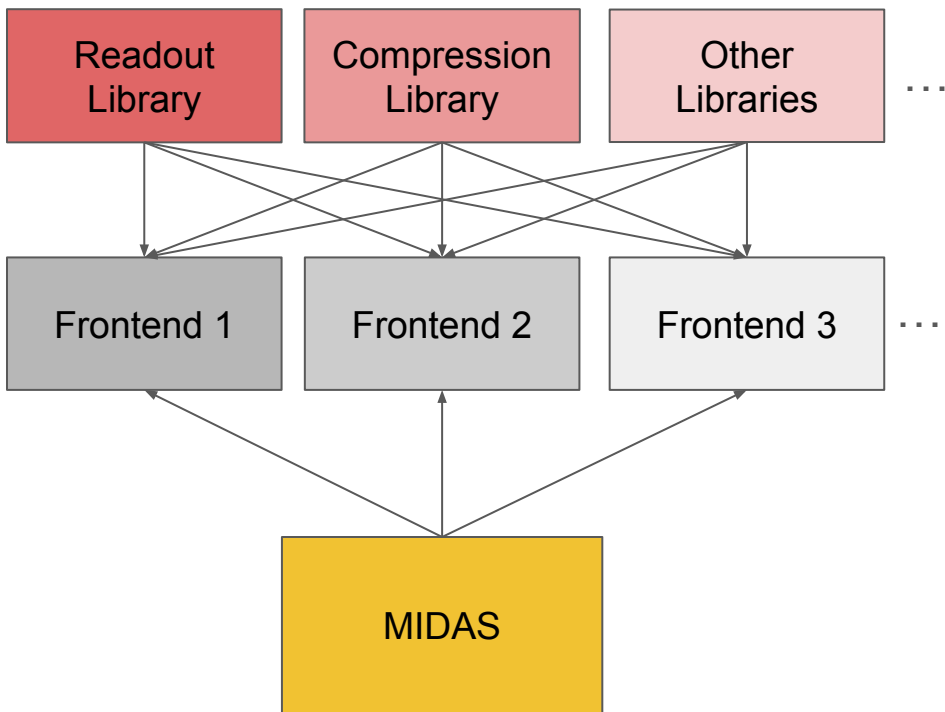 Readout
Library
Compression
Library
Other
Libraries
...
Frontend 1
Frontend 2
Frontend 3
...
MIDAS